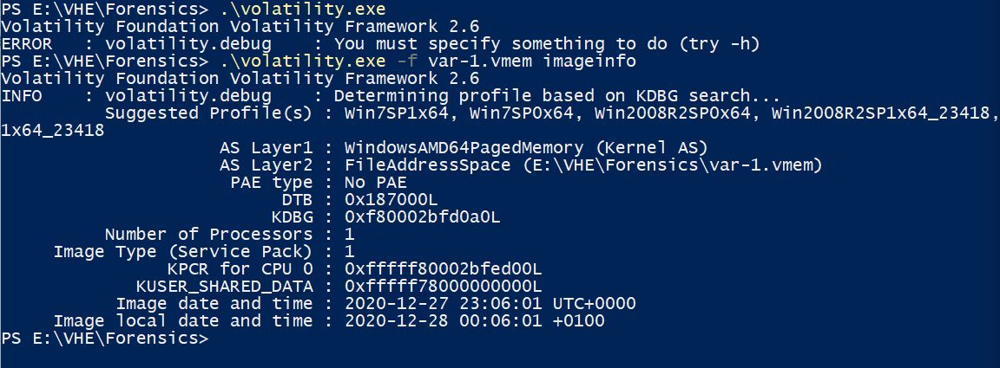 PS E:\VHE\Forensics> .\volatility.exe
Volatility Foundation Volatility Framework 2.6
ERROR   : volatility.debug    : You must specify something to do (try -h)
PS E:\VHE\Forensics> .\volatility.exe -f var-1.vmem imageinfo
Volatility Foundation Volatility Framework 2.6
INFO    : volatility.debug    : Determining profile based on KDBG search...
          Suggested Profile(s) : Win7SP1x64, Win7SP0x64, Win2008R2SP0x64, Win2008R2SP1x64_23418,
1x64_23418
                     AS Layer1 : WindowsAMD64PagedMemory (Kernel AS)
                     AS Layer2 : FileAddressSpace (E:\VHE\Forensics\var-1.vmem)
                      PAE type : No PAE
                           DTB : 0x187000L
                          KDBG : 0xf80002bfd0a0L
          Number of Processors : 1
     Image Type (Service Pack) : 1
                KPCR for CPU 0 : 0xfffff80002bfed00L
             KUSER_SHARED_DATA : 0xfffff78000000000L
           Image date and time : 2020-12-27 23:06:01 UTC+0000
     Image local date and time : 2020-12-28 00:06:01 +0100
PS E:\VHE\Forensics>